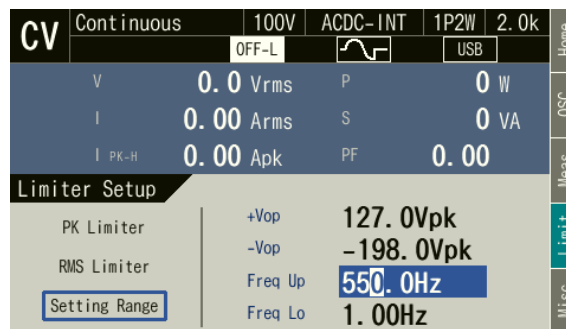 CV Continuous 100V ACDC-INT 1P2W 2.0k
OFF-L USB
V 0.0 Vrms P 0 W
I 0.00 Arms S 0 VA
I PK-H 0.00 Apk PF 0.00
Limiter Setup
PK Limiter
RMS Limiter
Setting Range
+Vop 127.0Vpk
-Vop -198.0Vpk
Freq Up 550.0Hz
Freq Lo 1.00Hz
Home
OSC
Meas
Limit
Misc